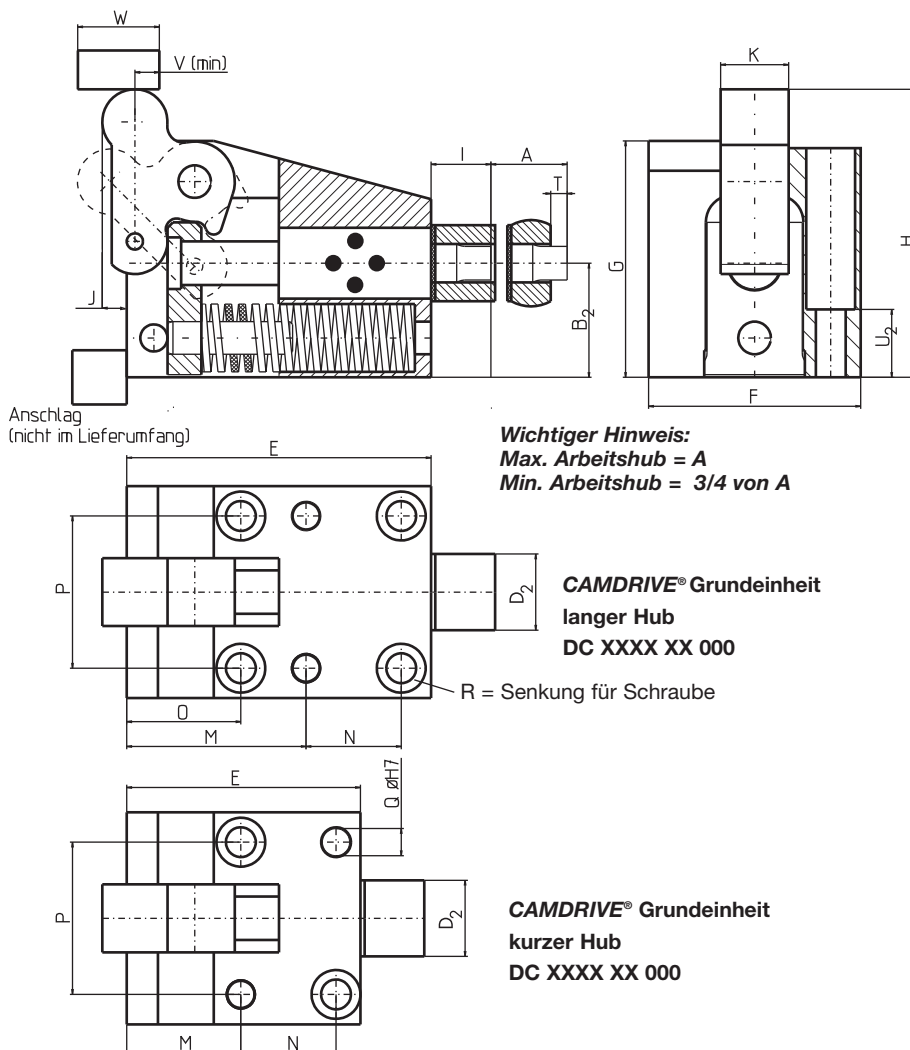 W
V (min)
K
I
A
T
H
G
J
B2
U2
F
Anschlag
(nicht im Lieferumfang)
Wichtiger Hinweis:
Max. Arbeitshub = A
Min. Arbeitshub = 3/4 von A
E
P
D2
CAMDRIVE® Grundeinheit
langer Hub
DC XXXX XX 000
R = Senkung für Schraube
O
M
N
E
Q øH7
P
D2
CAMDRIVE® Grundeinheit
kurzer Hub
DC XXXX XX 000
M
N